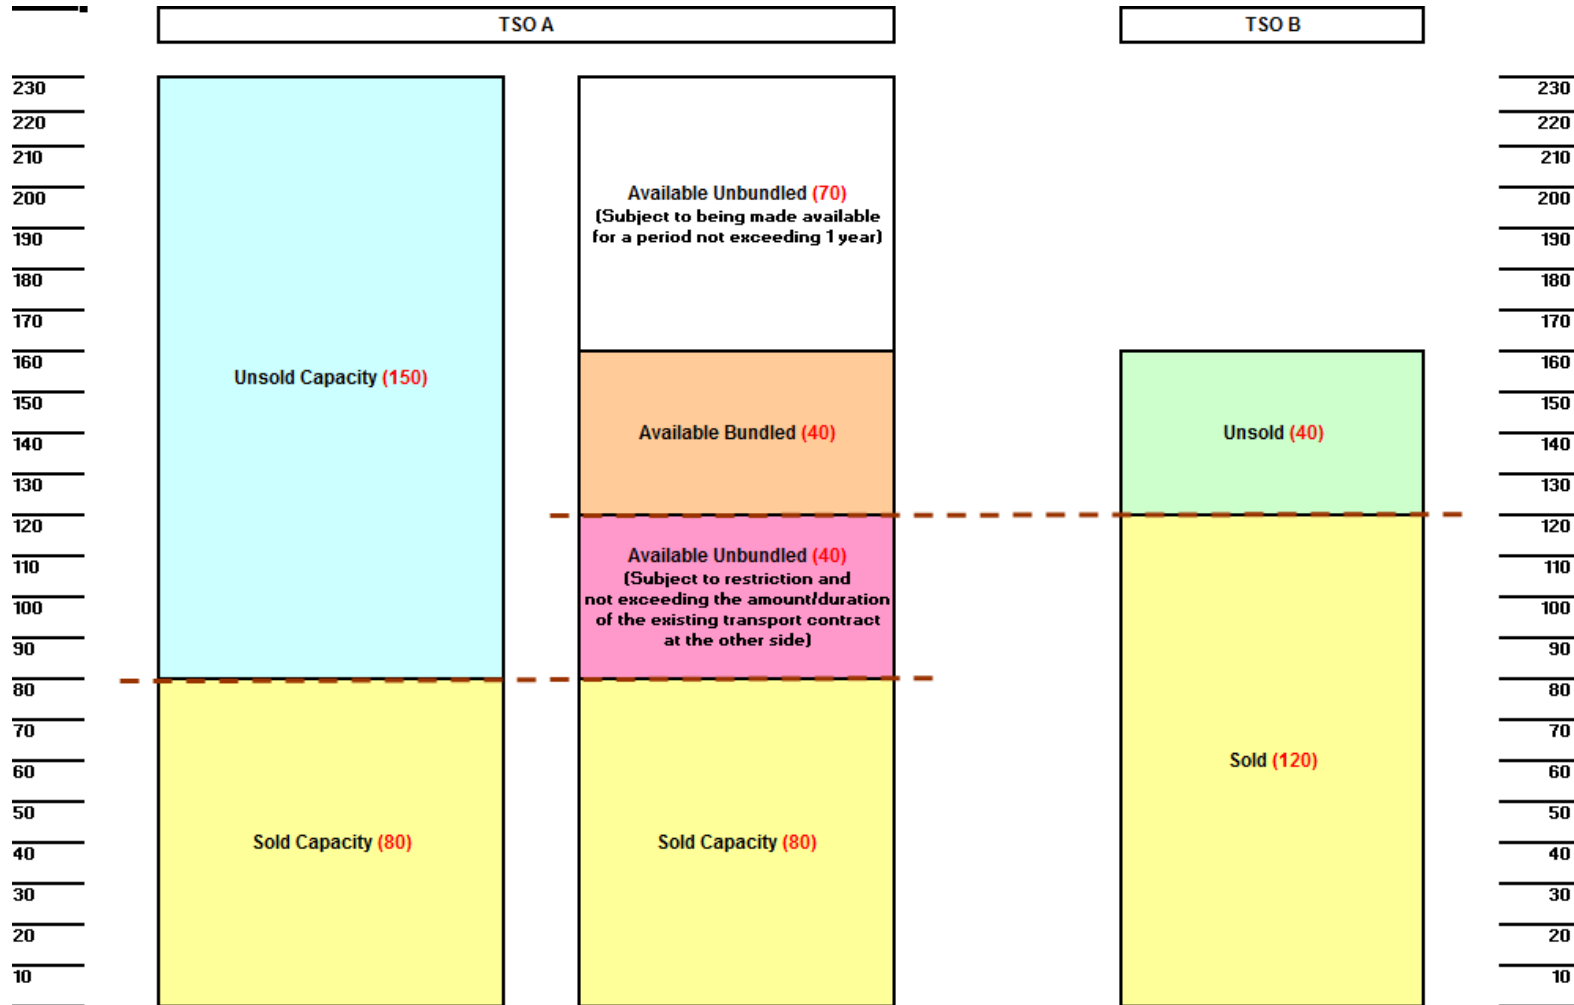 TSO A
TSO B
230
220
210
200
190
180
170
160
150
140
130
120
110
100
90
80
70
60
50
40
30
20
10
Unsold Capacity (150)
Sold Capacity (80)
Available Unbundled (70)
(Subject to being made available
for a period not exceeding 1 year)
Available Bundled (40)
Available Unbundled (40)
(Subject to restriction and
not exceeding the amount/duration
of the existing transport contract
at the other side)
Sold Capacity (80)
Unsold (40)
Sold (120)
230
220
210
200
190
180
170
160
150
140
130
120
110
100
90
80
70
60
50
40
30
20
10